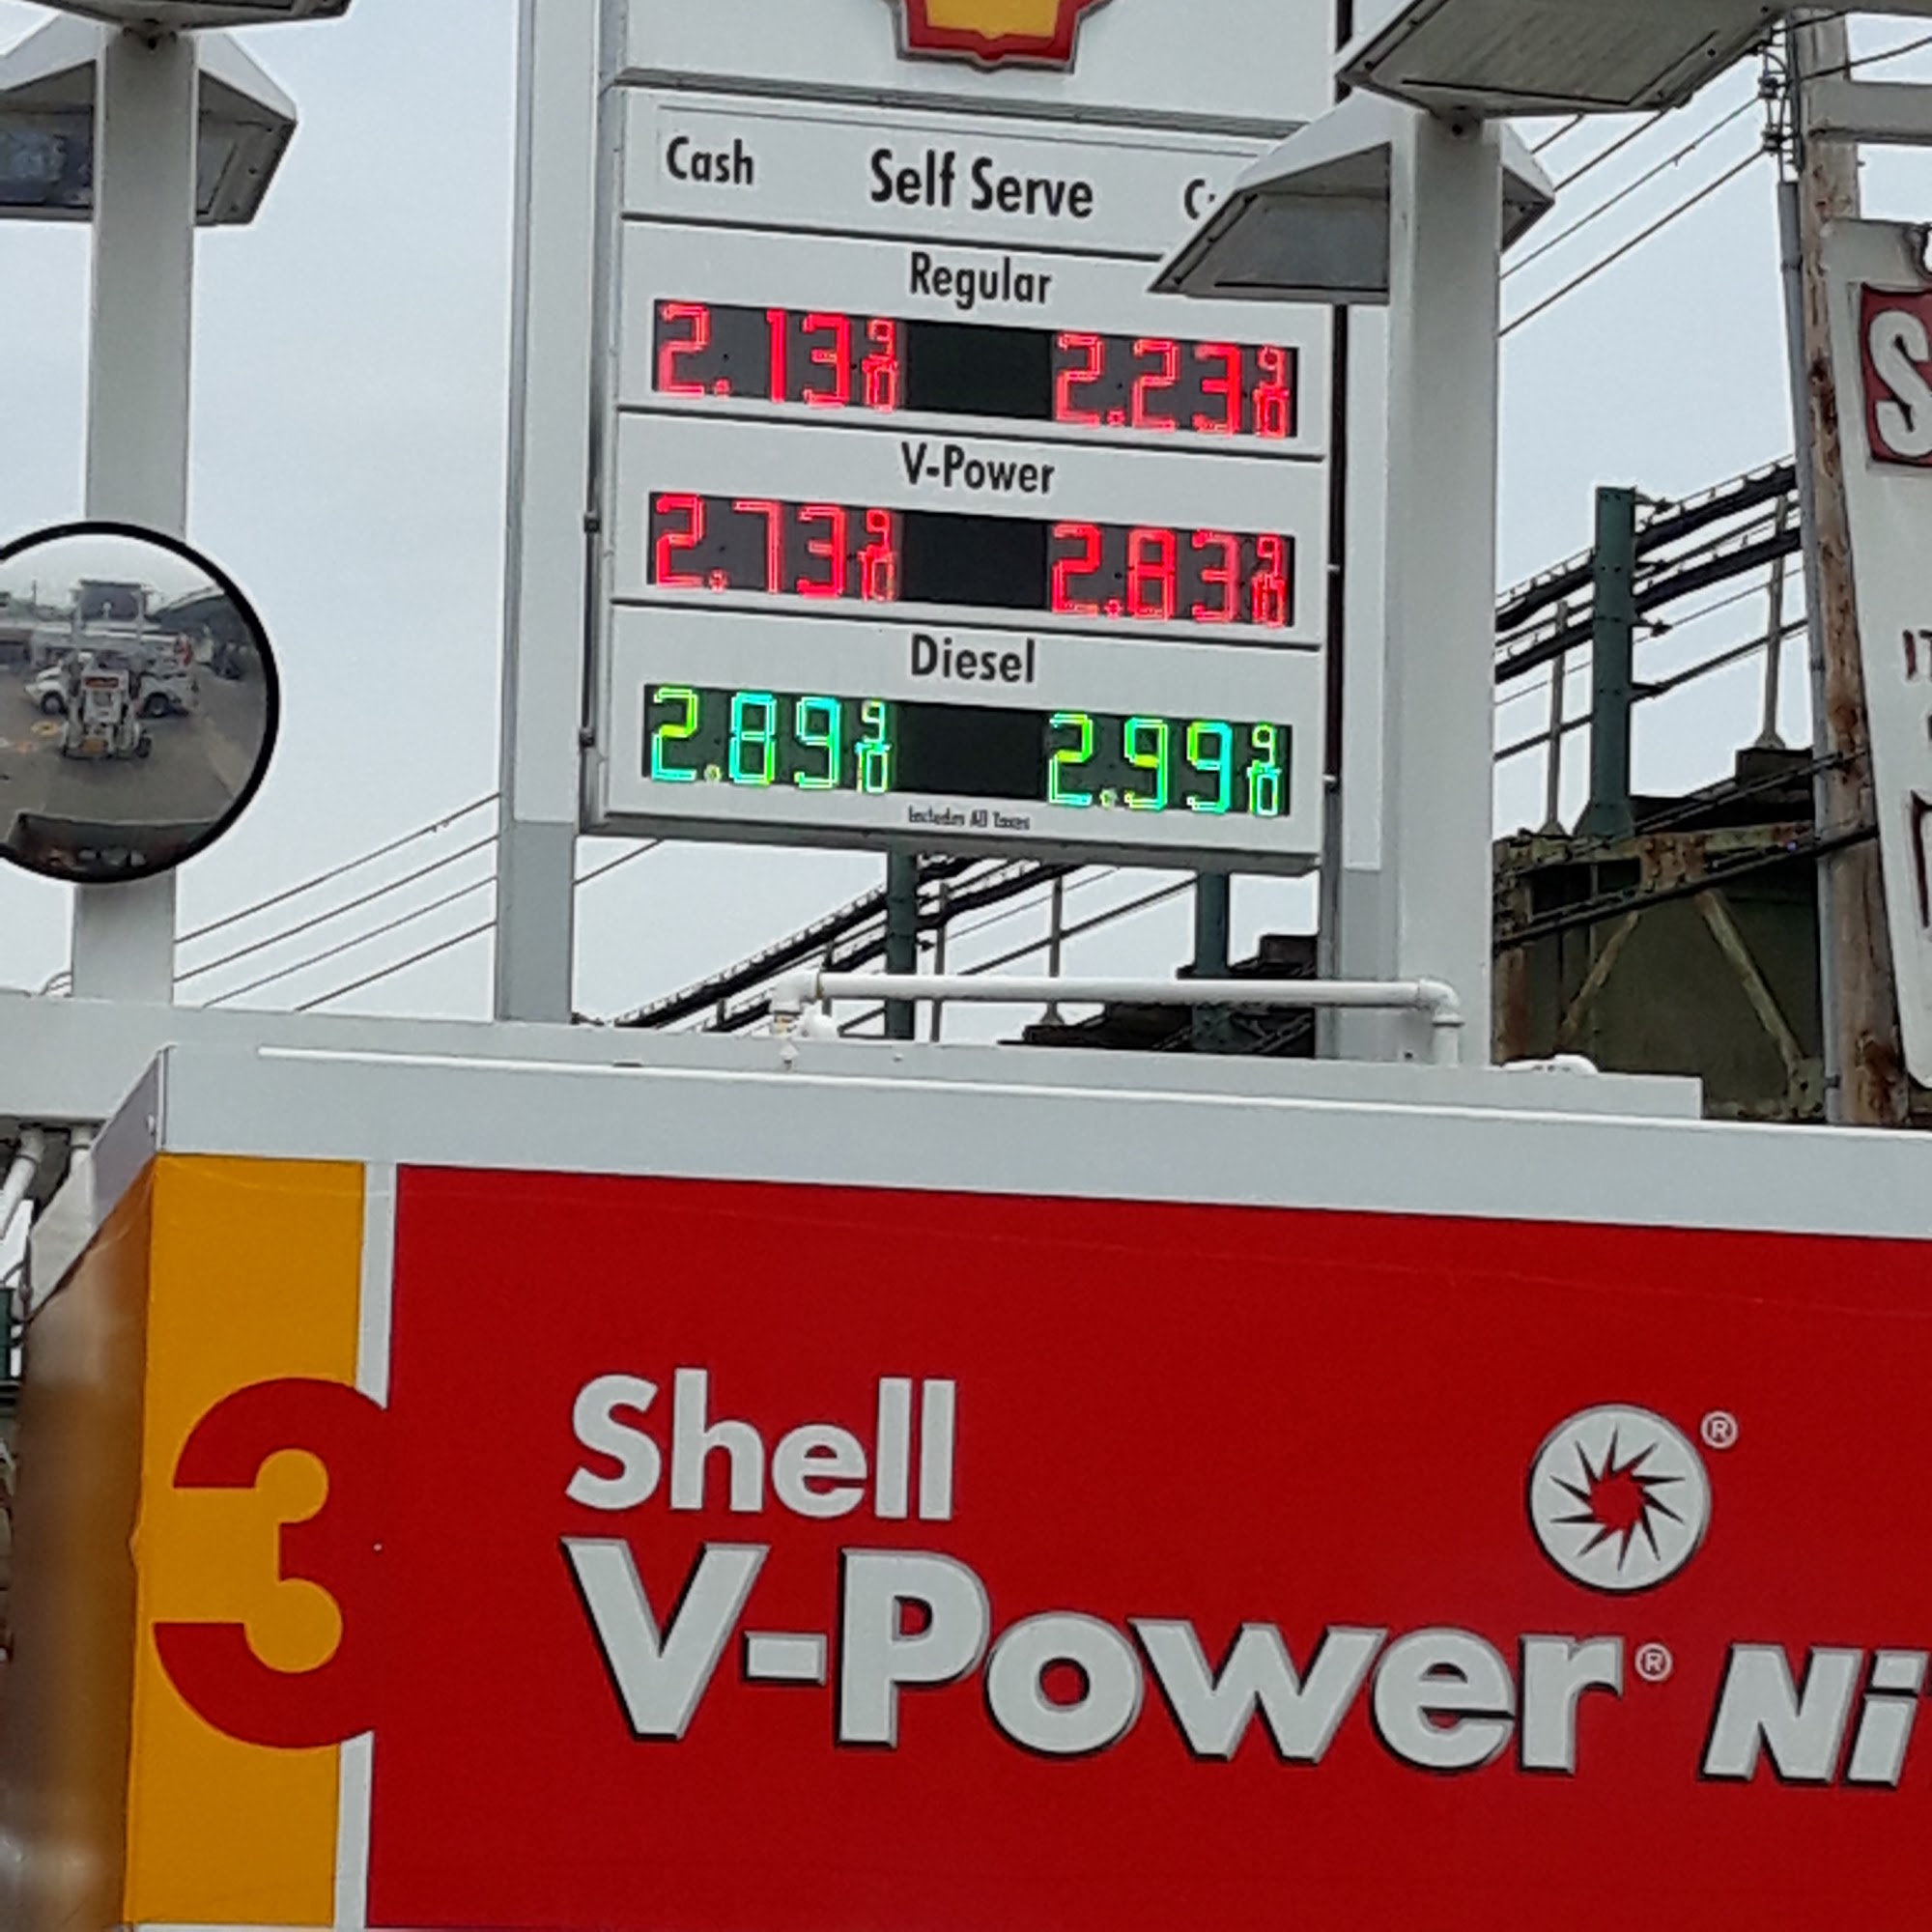 Cash Self Serve
Regular
2.13 9/10 2.23 9/10
V-Power
2.73 9/10 2.83 9/10
Diesel
2.89 9/10 2.99 9/10
Includes All Taxes
3
Shell
®
V-Power® Ni